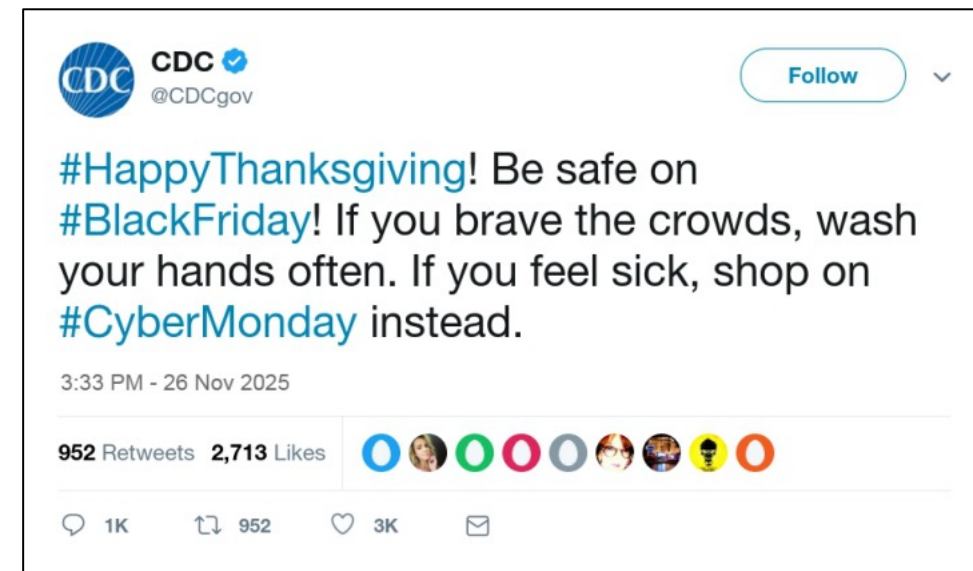 CDC
CDC
@CDCgov
Follow
#HappyThanksgiving! Be safe on
#BlackFriday! If you brave the crowds, wash
your hands often. If you feel sick, shop on
#CyberMonday instead.
3:33 PM - 26 Nov 2025
952 Retweets 2,713 Likes
1K 952 3K